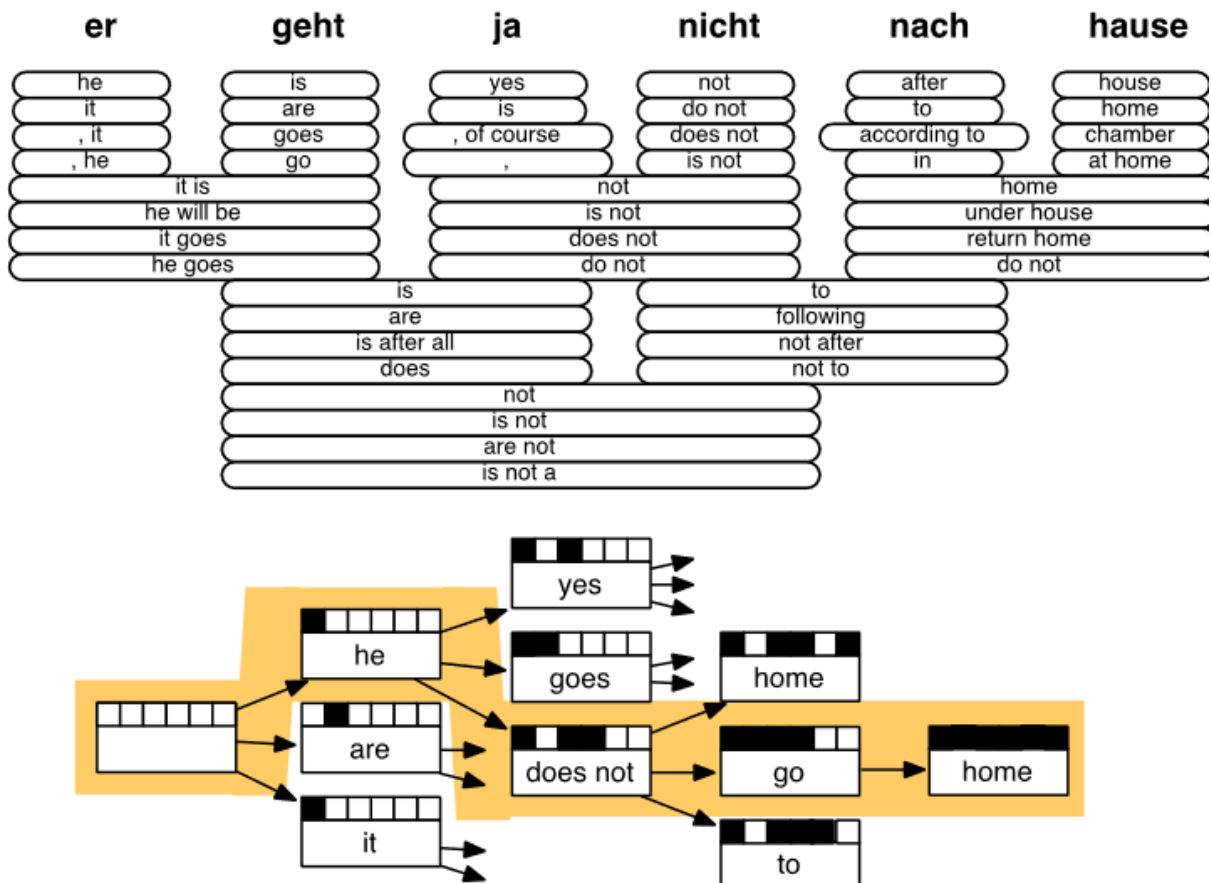 er geht ja nicht nach hause
he is yes not after house
it are is do not to home
, it goes , of course does not according to chamber
, he go , is not in at home
it is not home
he will be is not under house
it goes does not return home
he goes do not do not
is to
are following
is after all not after
does not to
not
is not
are not
is not a
yes
he goes home
are does not go home
it to